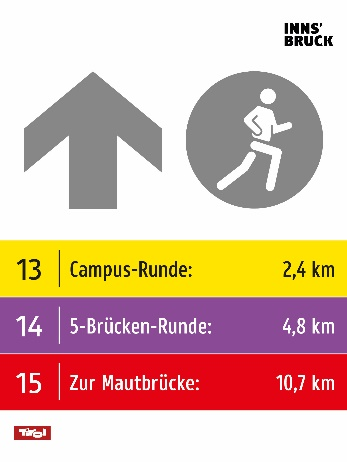 INNS'
BRUCK
13 Campus-Runde: 2,4 km
14 5-Brücken-Runde: 4,8 km
15 Zur Mautbrücke: 10,7 km
Tirol